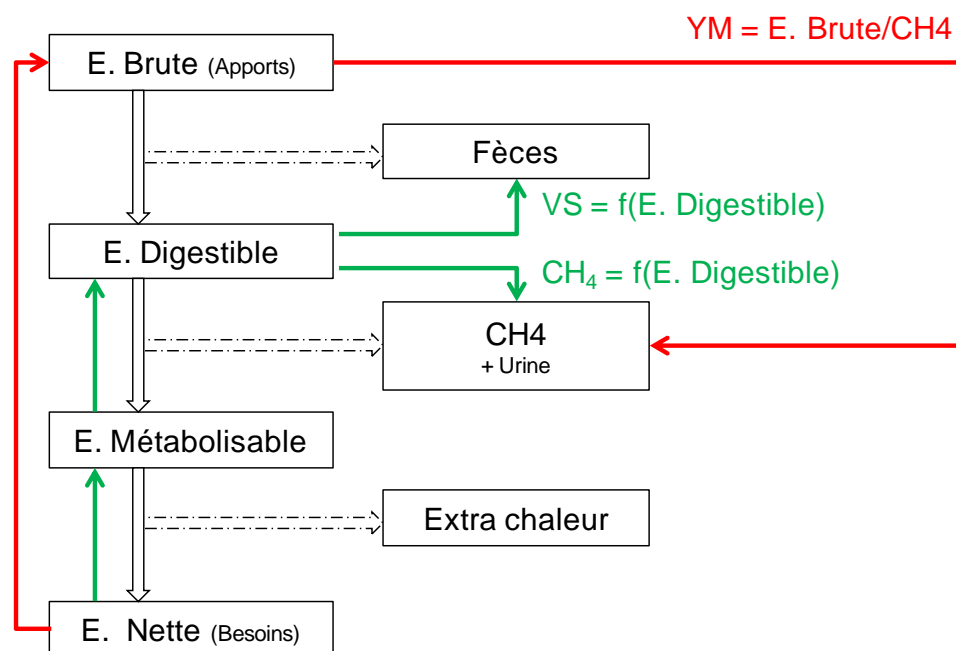 YM = E. Brute/CH4
E. Brute (Apports)
Fèces
VS = f(E. Digestible)
E. Digestible
CH₄ = f(E. Digestible)
CH4
+ Urine
E. Métabolisable
Extra chaleur
E. Nette (Besoins)